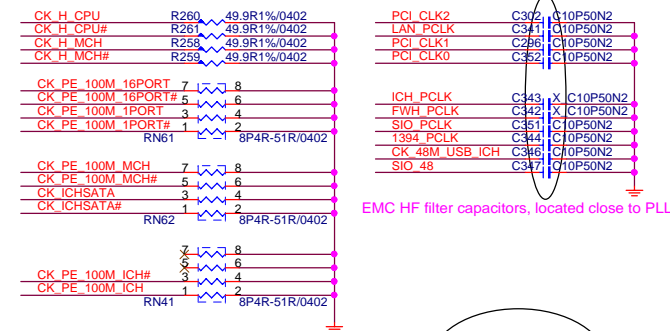 CK_H_CPU R260 49.9R1%/0402
CK_H_CPU# R261 49.9R1%/0402
CK_H_MCH R258 49.9R1%/0402
CK_H_MCH# R259 49.9R1%/0402
CK_PE_100M_16PORT 7 8
CK_PE_100M_16PORT# 5 6
CK_PE_100M_1PORT 3 4
CK_PE_100M_1PORT# 1 2
RN61 8P4R-51R/0402
CK_PE_100M_MCH 7 8
CK_PE_100M_MCH# 5 6
CK_ICHSATA 3 4
CK_ICHSATA# 1 2
RN62 8P4R-51R/0402
7 8
5 6
CK_PE_100M_ICH# 3 4
CK_PE_100M_ICH 1 2
RN41 8P4R-51R/0402
PCI_CLK2 C302 C10P50N2
LAN_PCLK C341 C10P50N2
PCI_CLK1 C296 C10P50N2
PCI_CLK0 C352 C10P50N2
ICH_PCLK C343 X_C10P50N2
FWH_PCLK C342 X_C10P50N2
SIO_PCLK C351 C10P50N2
1394_PCLK C344 C10P50N2
CK_48M_USB_ICH C346 C10P50N2
SIO_48 C347 C10P50N2
EMC HF filter capacitors, located close to PLL